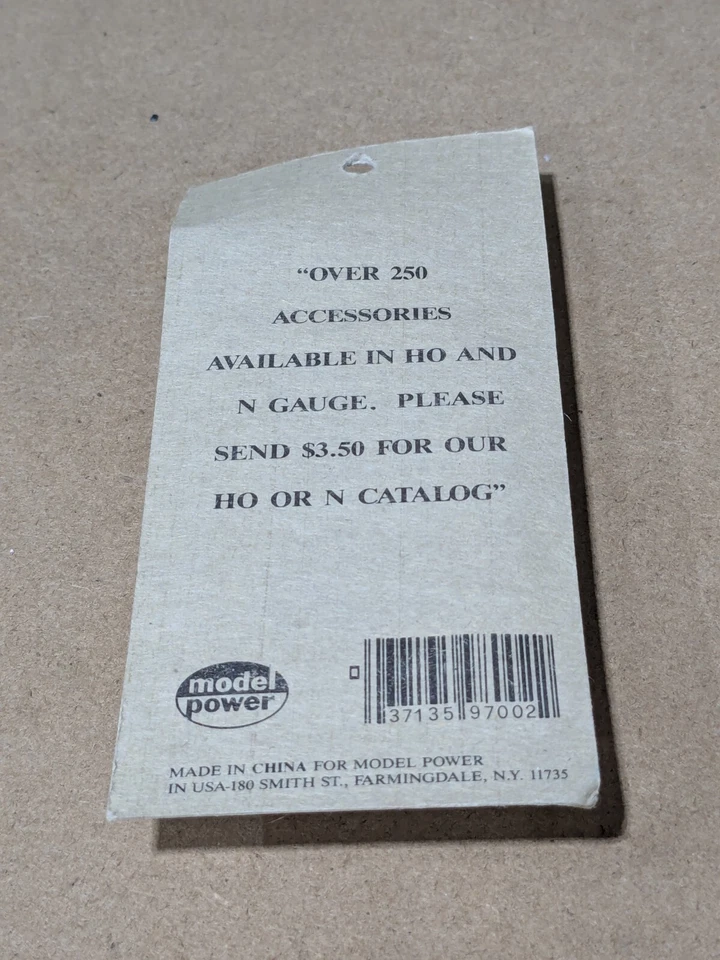 “OVER 250
ACCESSORIES
AVAILABLE IN HO AND
N GAUGE. PLEASE
SEND $3.50 FOR OUR
HO OR N CATALOG”
model
power
37135 97002
MADE IN CHINA FOR MODEL POWER
IN USA-180 SMITH ST., FARMINGDALE, N.Y. 11735